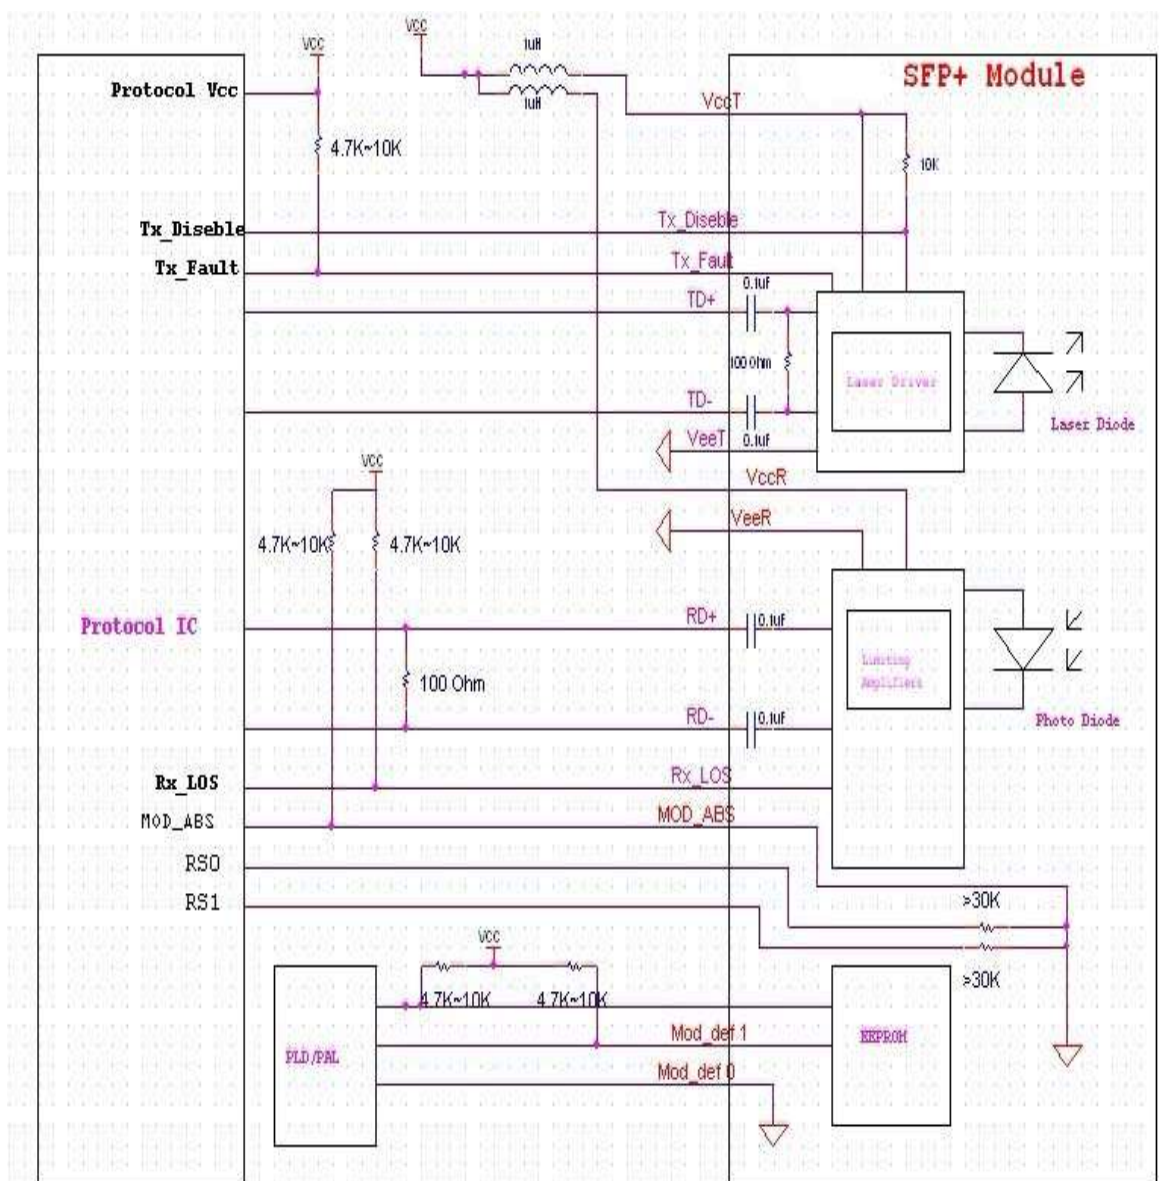 VCC
1uH
VCC
SFP+ Module
Protocol Vcc
1uH
VccT
4.7K~10K
10K
Tx_Diseble
Tx_Diseble
Tx_Fault
Tx_Fault
0.1uF
TD+
100 Ohm
Laser Driver
TD-
Laser Diode
VeeT
0.1uF
VCC
VccR
VeeR
4.7K~10K
4.7K~10K
Protocol IC
RD+
0.1uF
Limiting
Amplifiers
100 Ohm
RD-
0.1uF
Photo Diode
Rx_LOS
Rx_LOS
MOD_ABS
MOD_ABS
RS0
RS1
>30K
VCC
>30K
4.7K~10K
4.7K~10K
Mod_def 1
EEPROM
PLD/PAL
Mod_def 0